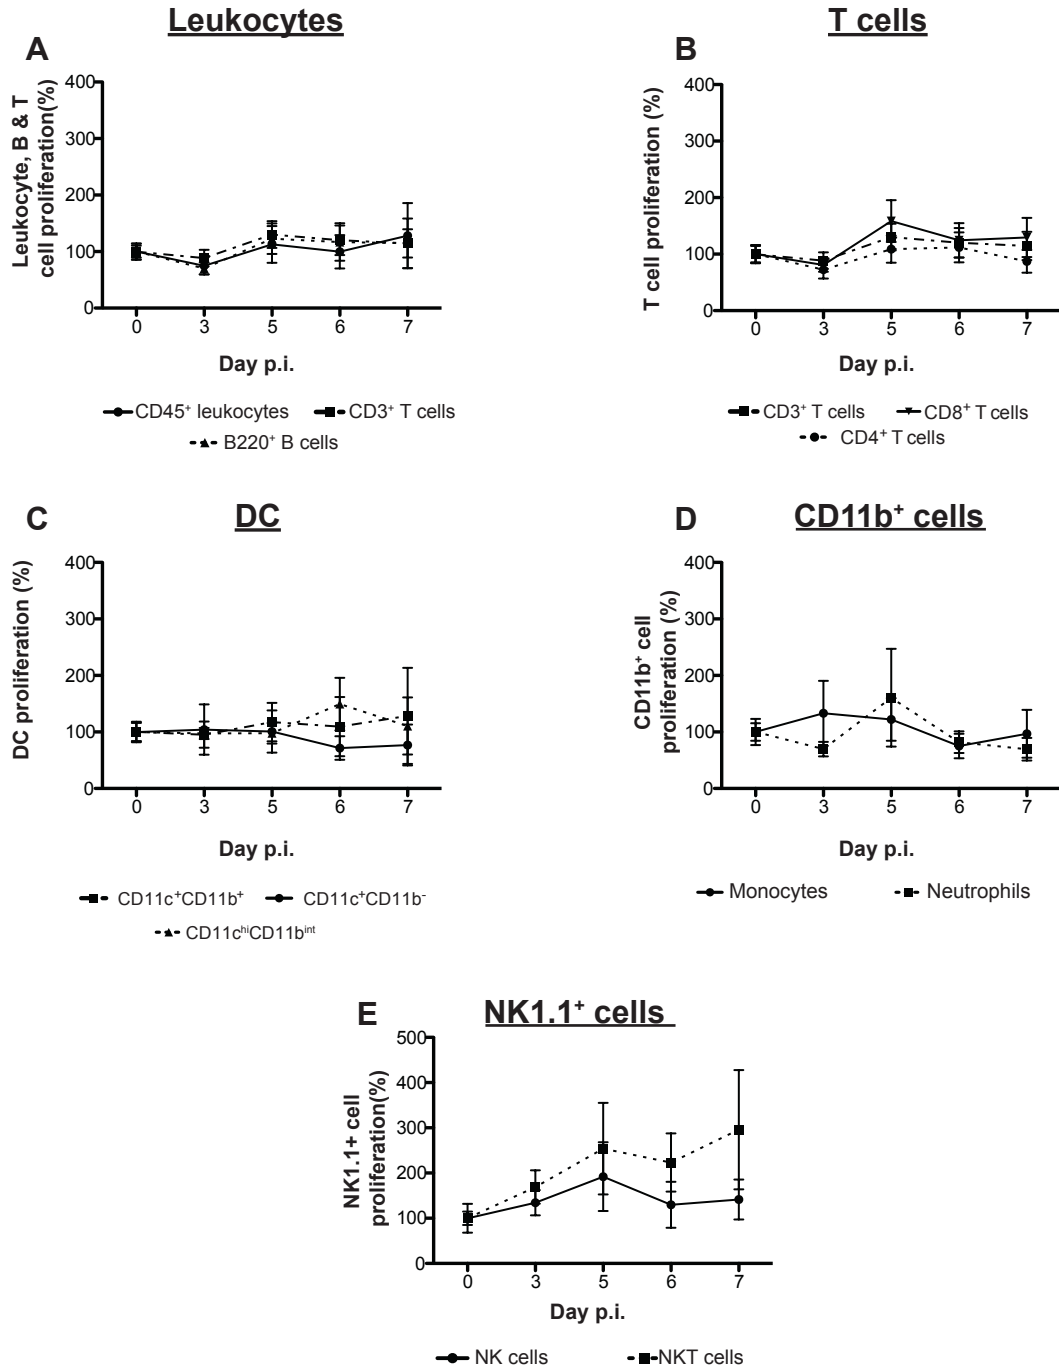 Leukocytes
A
Leukocyte, B & T
cell proliferation(%)
400
300
200
100
0
0 3 5 6 7
Day p.i.
CD45⁺ leukocytes CD3⁺ T cells
B220⁺ B cells
T cells
B
T cell proliferation (%)
400
300
200
100
0
0 3 5 6 7
Day p.i.
CD3⁺ T cells CD8⁺ T cells
CD4⁺ T cells
DC
C
DC proliferation (%)
400
300
200
100
0
0 3 5 6 7
Day p.i.
CD11c⁺CD11b⁺ CD11c⁺CD11b⁻
CD11cʰⁱCD11bⁱⁿᵗ
CD11b⁺ cells
D
CD11b⁺ cell
proliferation (%)
400
300
200
100
0
0 3 5 6 7
Day p.i.
Monocytes Neutrophils
NK1.1⁺ cells
E
NK1.1+ cell
proliferation(%)
500
400
300
200
100
0
0 3 5 6 7
Day p.i.
NK cells NKT cells